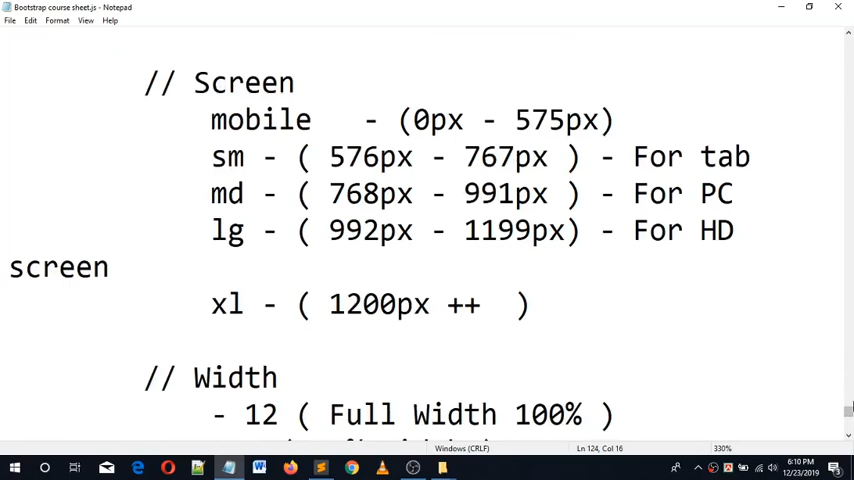 Bootstrap course sheet.js - Notepad
File Edit Format View Help
// Screen
mobile - (0px - 575px)
sm - ( 576px - 767px ) - For tab
md - ( 768px - 991px ) - For PC
lg - ( 992px - 1199px) - For HD
screen
xl - ( 1200px ++ )
// Width
- 12 ( Full Width 100% )
Windows (CRLF) Ln 124, Col 16 330%
6:10 PM
12/23/2019